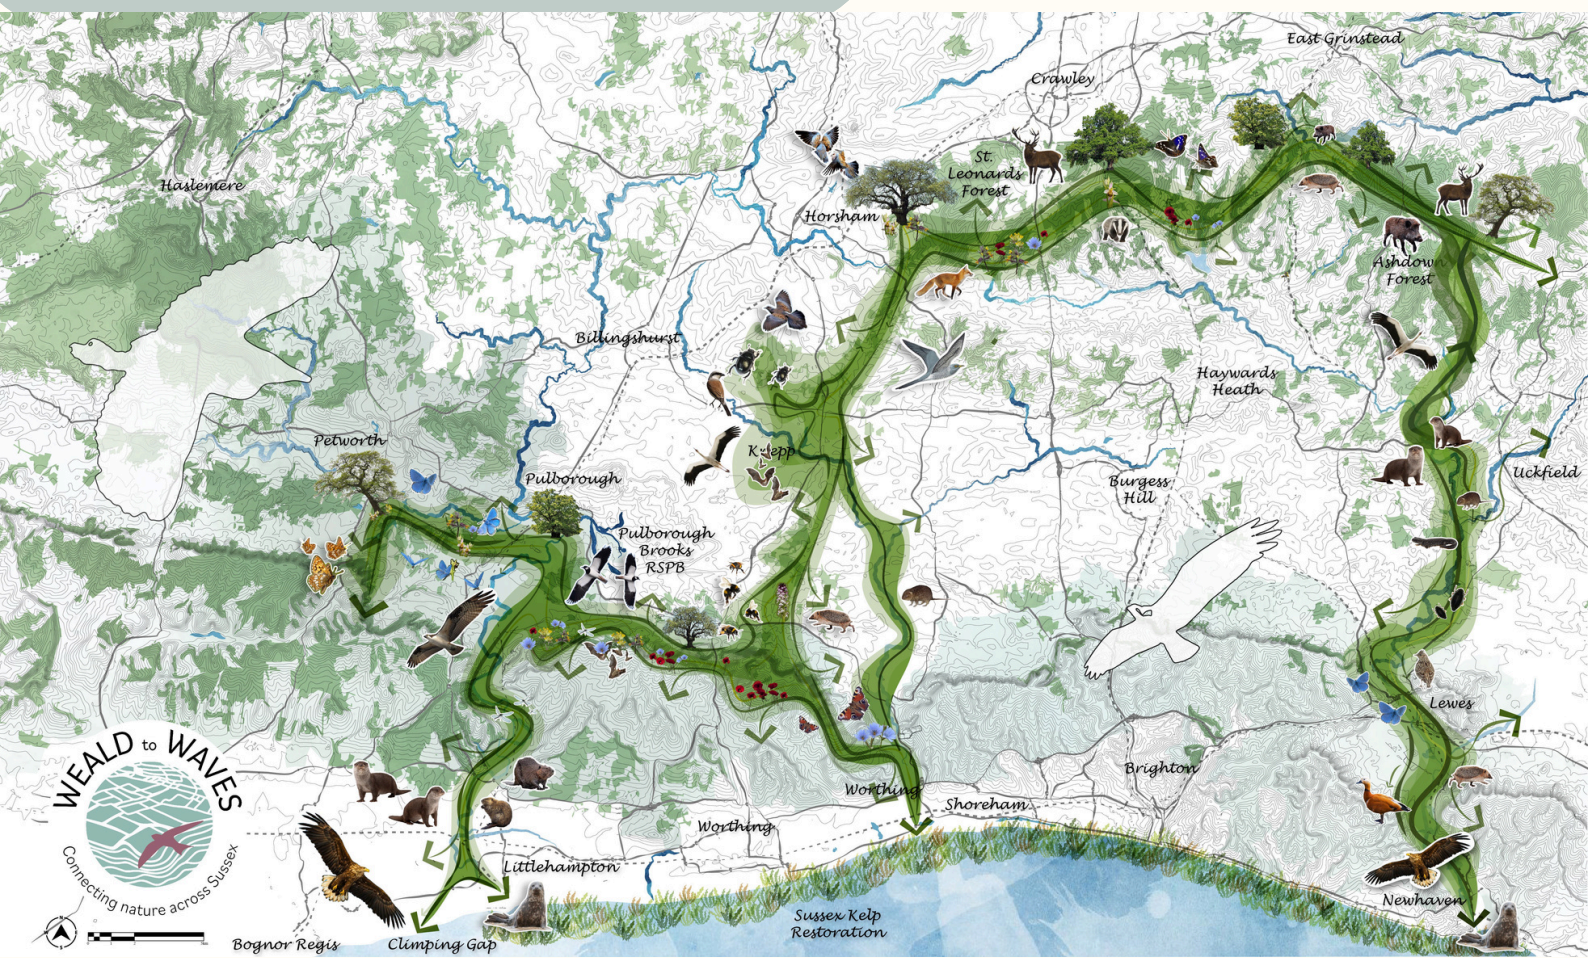 East Grinstead
Crawley
St.
Leonards
Forest
Haslemere
Horsham
Ashdown
Forest
Billingshurst
Haywards
Heath
Petworth
Knepp
Uckfield
Pulborough
Burgess
Hill
Pulborough
Brooks
RSPB
Lewes
WEALD to WAVES
Connecting nature across Sussex
Brighton
Worthing
Shoreham
Worthing
Littlehampton
Newhaven
Sussex Kelp
Restoration
Bognor Regis
Climping Gap
N